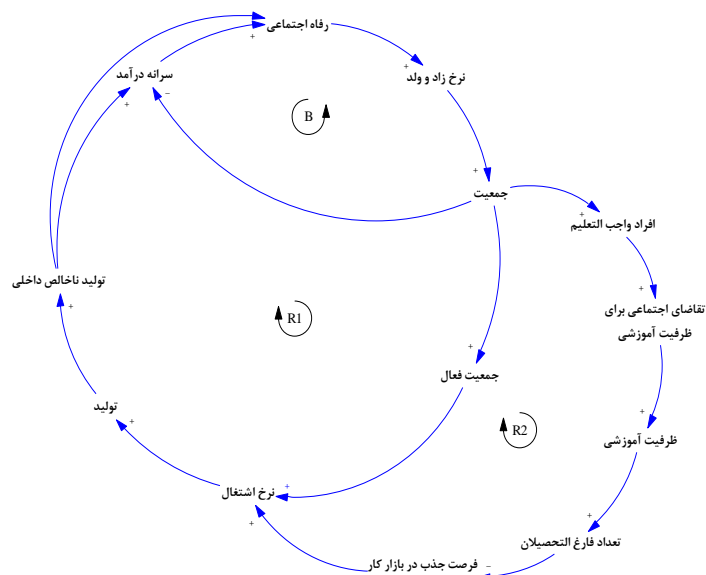 رفاه اجتماعی
+
+
نرخ زاد و ولد
سرانه درآمد
-
+
+
B
جمعیت
+
افراد واجب التعلیم
+
تولید ناخالص داخلی
+
تقاضای اجتماعی برای
ظرفیت آموزشی
+
R1
+
جمعیت فعال
تولید
+
+
ظرفیت آموزشی
R2
نرخ اشتغال
+
+
+
تعداد فارغ التحصیلان
فرصت جذب در بازار کار
-